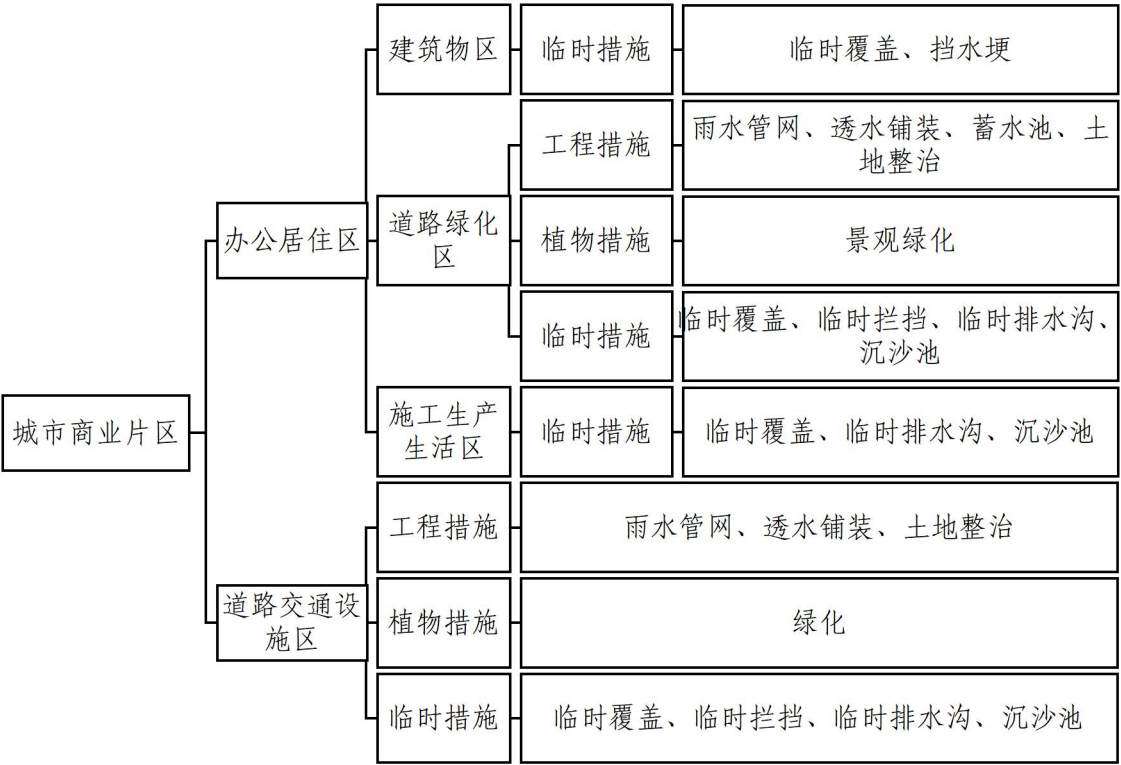 建筑物区
临时措施
临时覆盖、挡水埂
工程措施
雨水管网、透水铺装、蓄水池、土
地整治
办公居住区
道路绿化
区
植物措施
景观绿化
临时措施
临时覆盖、临时拦挡、临时排水沟、
沉沙池
城市商业片区
施工生产
生活区
临时措施
临时覆盖、临时排水沟、沉沙池
工程措施
雨水管网、透水铺装、土地整治
道路交通设
施区
植物措施
绿化
临时措施
临时覆盖、临时拦挡、临时排水沟、沉沙池